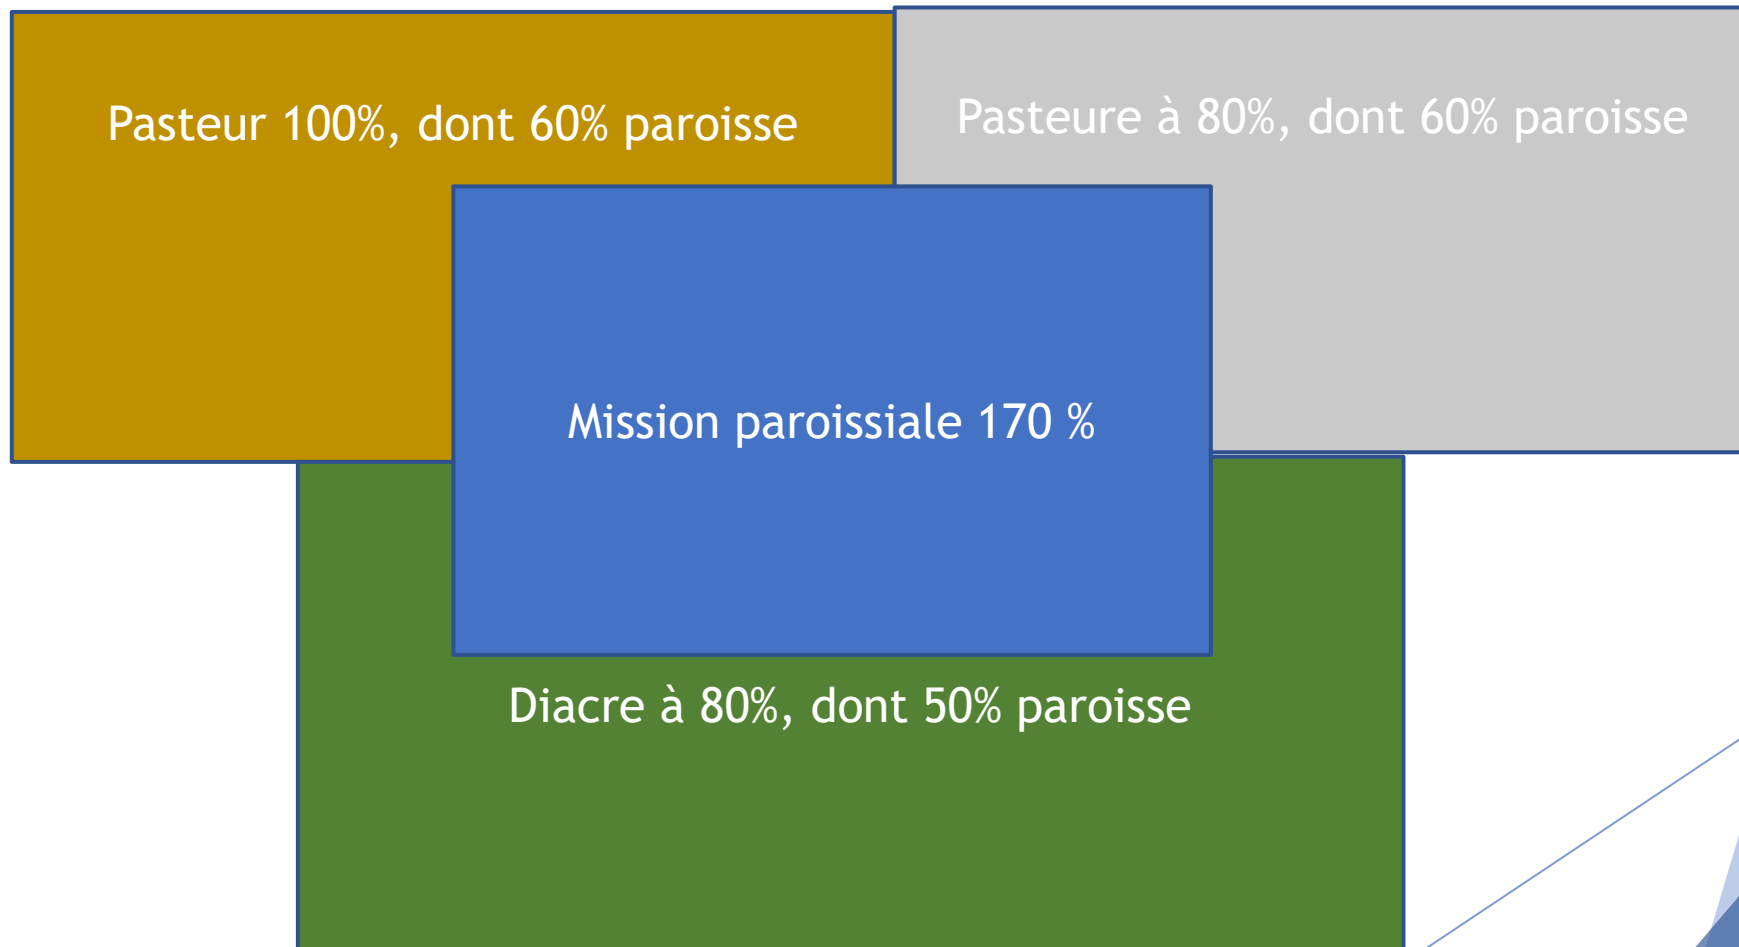 Pasteur 100%, dont 60% paroisse
Pasteure à 80%, dont 60% paroisse
Mission paroissiale 170 %
Diacre à 80%, dont 50% paroisse